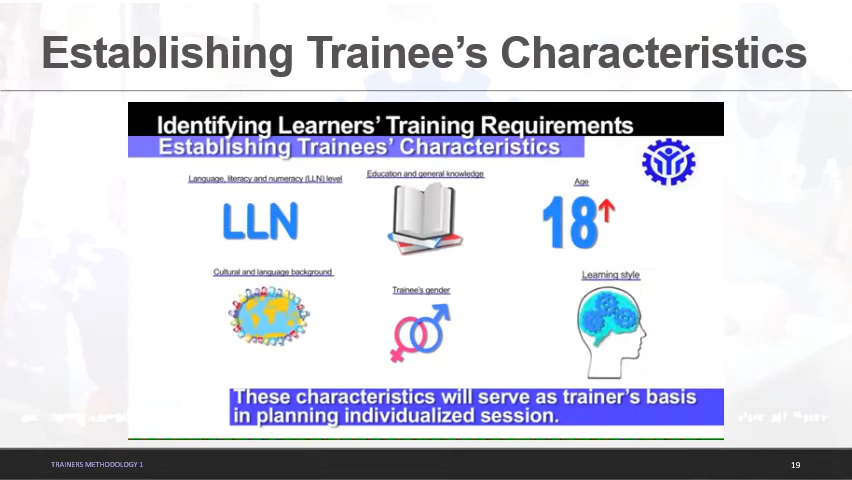 Establishing Trainee's Characteristics
Identifying Learners' Training Requirements
Establishing Trainees' Characteristics
Language, literacy and numeracy (LLN) level
Education and general knowledge
Age
LLN
18
Cultural and language background
Trainee's gender
Learning style
These characteristics will serve as trainer's basis
in planning individualized session.
TRAINERS METHODOLOGY 1
19